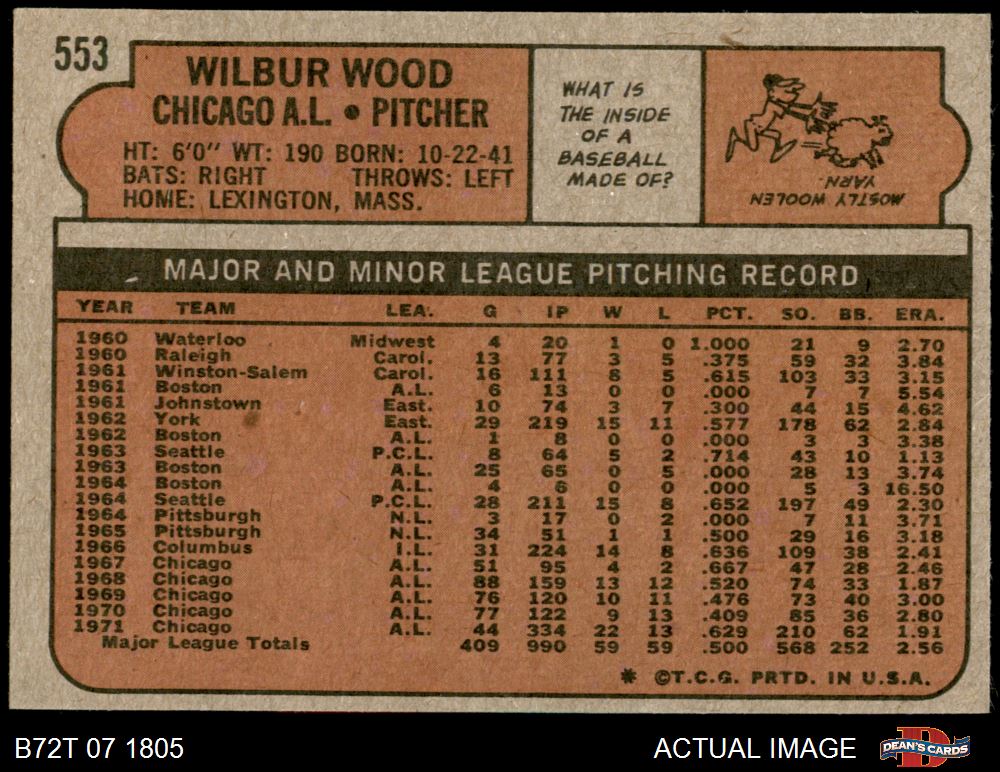 553
WILBUR WOOD
CHICAGO A.L. • PITCHER
HT: 6'0" WT: 190 BORN: 10-22-41
BATS: RIGHT THROWS: LEFT
HOME: LEXINGTON, MASS.
WHAT IS
THE INSIDE
OF A
BASEBALL
MADE OF?
MOSTLY WOOLEN
YARN.
MAJOR AND MINOR LEAGUE PITCHING RECORD
YEAR TEAM LEA. G IP W L PCT. SO. BB. ERA.
1960 Waterloo Midwest 4 20 1 0 1.000 21 9 2.70
1960 Raleigh Carol. 13 77 3 5 .375 59 32 3.84
1961 Winston-Salem Carol. 16 111 8 5 .615 103 33 3.15
1961 Boston A.L. 6 13 0 0 .000 7 7 5.54
1961 Johnstown East. 10 74 3 7 .300 44 15 4.62
1962 York East. 29 219 15 11 .577 178 62 2.84
1962 Boston A.L. 1 8 0 0 .000 3 3 3.38
1963 Seattle P.C.L. 8 64 5 2 .714 43 10 1.13
1963 Boston A.L. 25 65 0 5 .000 28 13 3.74
1964 Boston A.L. 4 6 0 0 .000 5 3 16.50
1964 Seattle P.C.L. 28 211 15 8 .652 197 49 2.30
1964 Pittsburgh N.L. 3 17 0 2 .000 7 11 3.71
1965 Pittsburgh N.L. 34 51 1 1 .500 29 16 3.18
1966 Columbus I.L. 31 224 14 8 .636 109 38 2.41
1967 Chicago A.L. 51 95 4 2 .667 47 28 2.46
1968 Chicago A.L. 88 159 13 12 .520 74 33 1.87
1969 Chicago A.L. 76 120 10 11 .476 73 40 3.00
1970 Chicago A.L. 77 122 9 13 .409 85 36 2.80
1971 Chicago A.L. 44 334 22 13 .629 210 62 1.91
Major League Totals 409 990 59 59 .500 568 252 2.56
* ©T.C.G. PRTD. IN U.S.A.
B72T 07 1805
ACTUAL IMAGE
D
DEAN'S CARDS